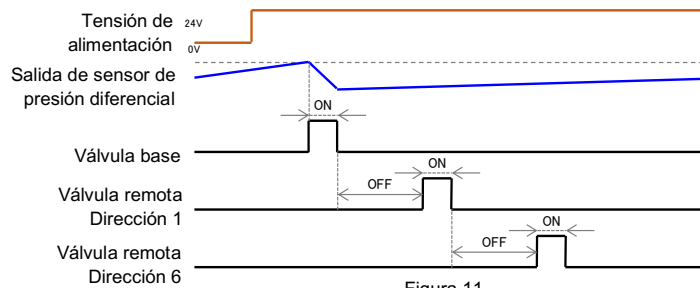 Tensión de
alimentación
24V
0V
Salida de sensor de
presión diferencial
ON
Válvula base
ON
OFF
Válvula remota
Dirección 1
ON
OFF
Válvula remota
Dirección 6
Figura 11